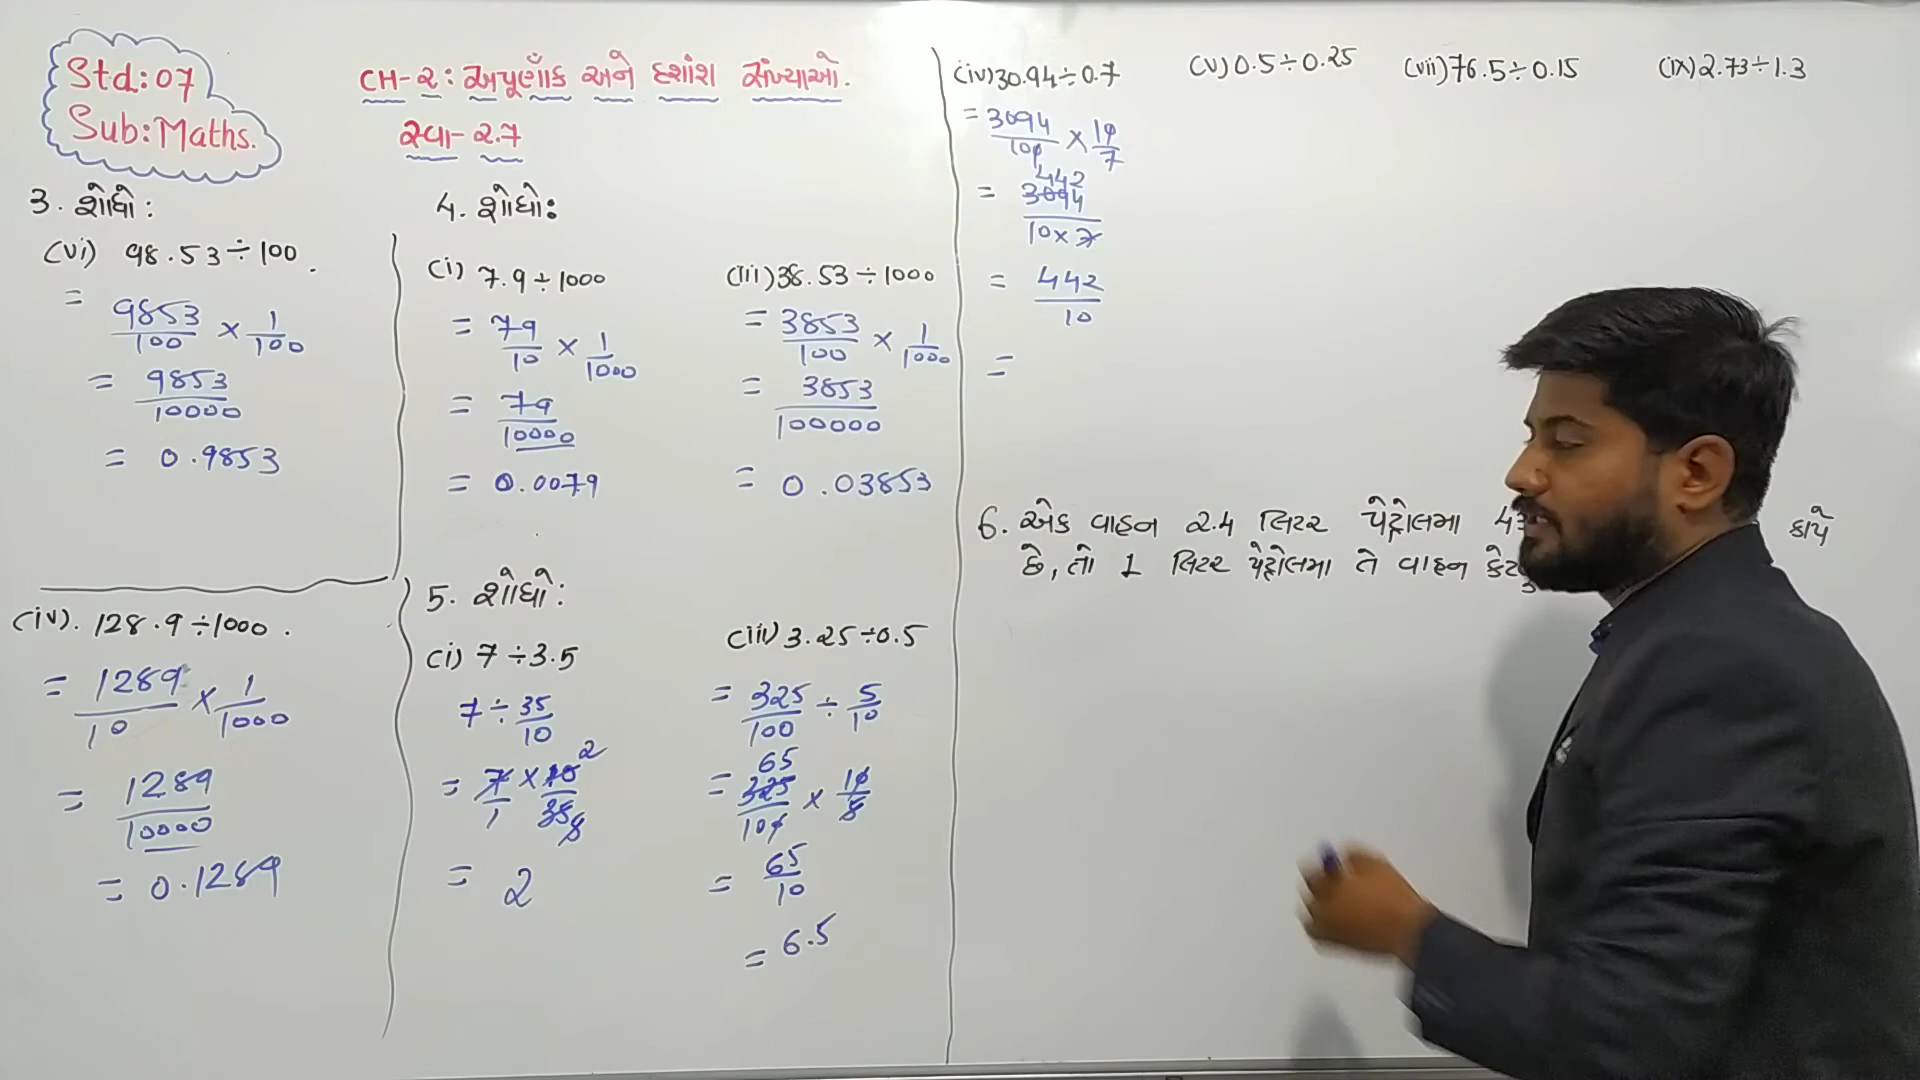 Std:07
Sub:Maths.
CH-૨: અપૂર્ણાંક અને દશાંશ સંખ્યાઓ.
સ્વા- ૨.7
3. શોધો:
(vi) 98.53÷100.
= 9853/100 × 1/100
= 9853/10000
= 0.9853
(iv). 128.9÷1000.
= 1289/10 × 1/1000
= 1289/10000
= 0.1289
4. શોધો:
(i) 7.9÷1000
= 79/10 × 1/1000
= 79/10000
= 0.0079
(iii) 38.53÷1000
= 3853/100 × 1/1000
= 3853/100000
= 0.03853
5. શોધો:
(i) 7÷3.5
7÷35/10
= 7/1 × 10/35 2 5
= 2
(iii) 3.25÷0.5
= 325/100 ÷ 5/10
65
= 325/100 × 10/5
= 65/10
= 6.5
(iv) 30.94÷0.7
= 3094/100 × 10/7
442
= 3094/10×7
= 442/10
=
(v) 0.5÷0.25
(vii) 76.5÷0.15
(ix) 2.73÷1.3
6. એક વાહન ૨.4 લિટર પેટ્રોલમા 43 કાપે
છે, તો 1 લિટર પેટ્રોલમા તે વાહન